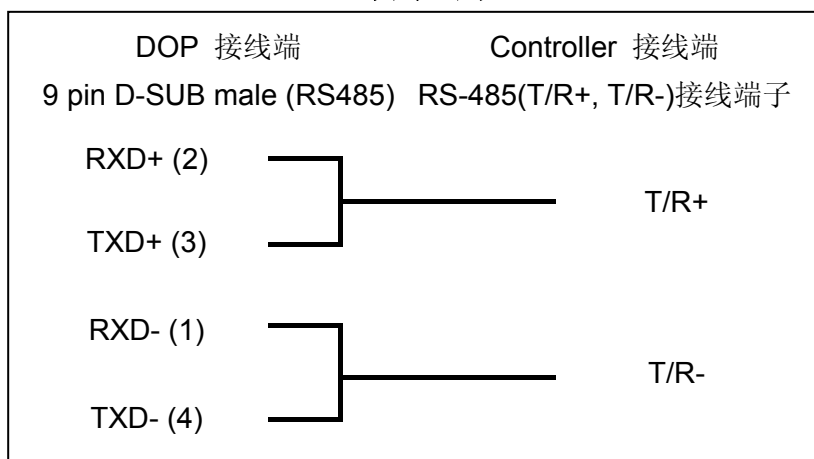 DOP 接线端 Controller 接线端
9 pin D-SUB male (RS485) RS-485(T/R+, T/R-)接线端子
RXD+ (2)
T/R+
TXD+ (3)
RXD- (1)
T/R-
TXD- (4)